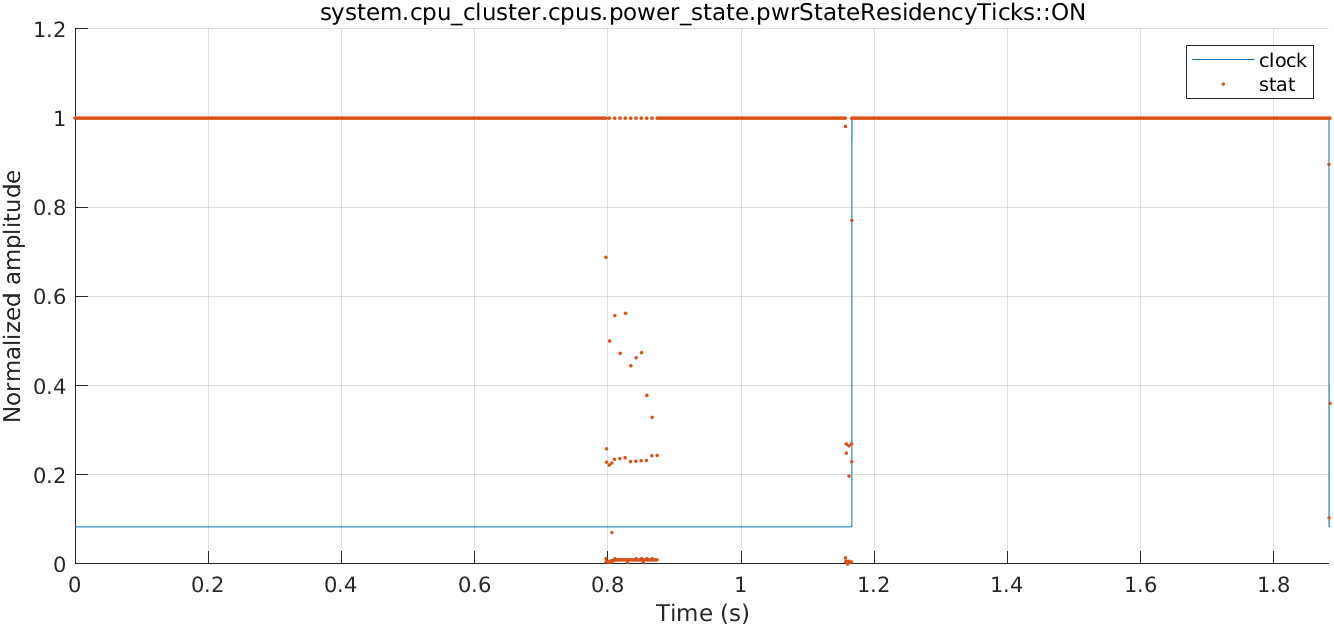 system.cpu_cluster.cpus.power_state.pwrStateResidencyTicks::ON
1.2
clock
stat
1
0.8
0.6
0.4
0.2
0
Normalized amplitude
0 0.2 0.4 0.6 0.8 1 1.2 1.4 1.6 1.8
Time (s)